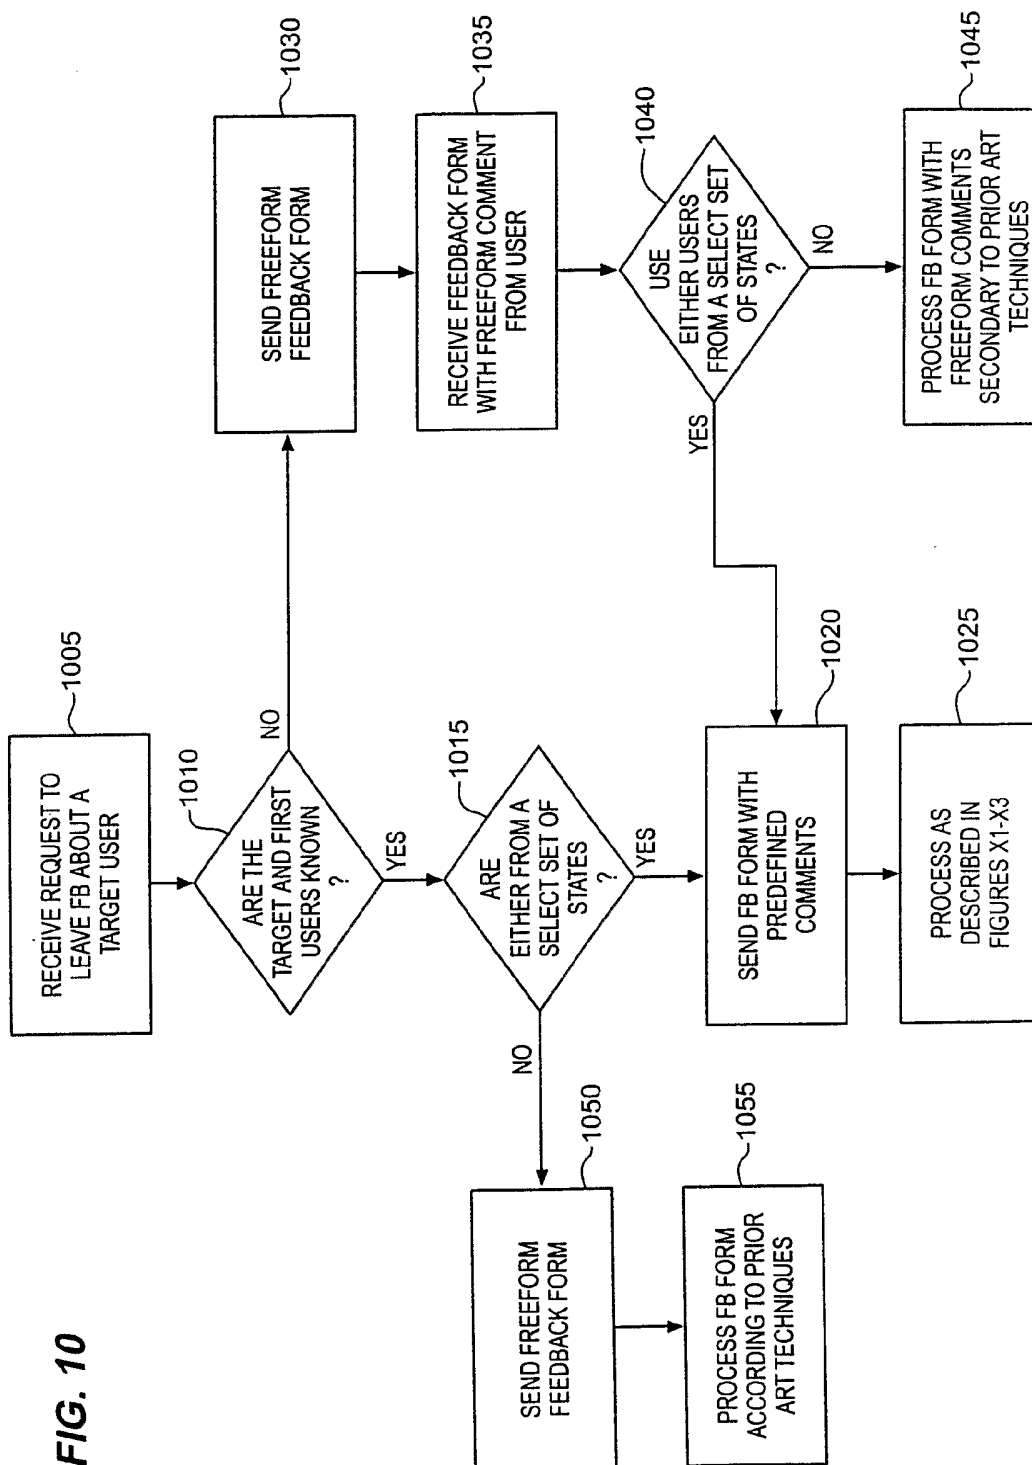 FIG. 10
RECEIVE REQUEST TO
LEAVE FB ABOUT A
TARGET USER
1005
1010
ARE THE
TARGET AND FIRST
USERS KNOWN
?
NO
YES
1015
ARE
EITHER FROM A
SELECT SET OF
STATES
?
NO
YES
1020
SEND FB FORM WITH
PREDEFINED
COMMENTS
1025
PROCESS AS
DESCRIBED IN
FIGURES X1-X3
1030
SEND FREEFORM
FEEDBACK FORM
1035
RECEIVE FEEDBACK FORM
WITH FREEFORM COMMENT
FROM USER
1040
USE
EITHER USERS
FROM A SELECT SET
OF STATES
?
YES
NO
1045
PROCESS FB FORM WITH
FREEFORM COMMENTS
SECONDARY TO PRIOR ART
TECHNIQUES
1050
SEND FREEFORM
FEEDBACK FORM
1055
PROCESS FB FORM
ACCORDING TO PRIOR
ART TECHNIQUES